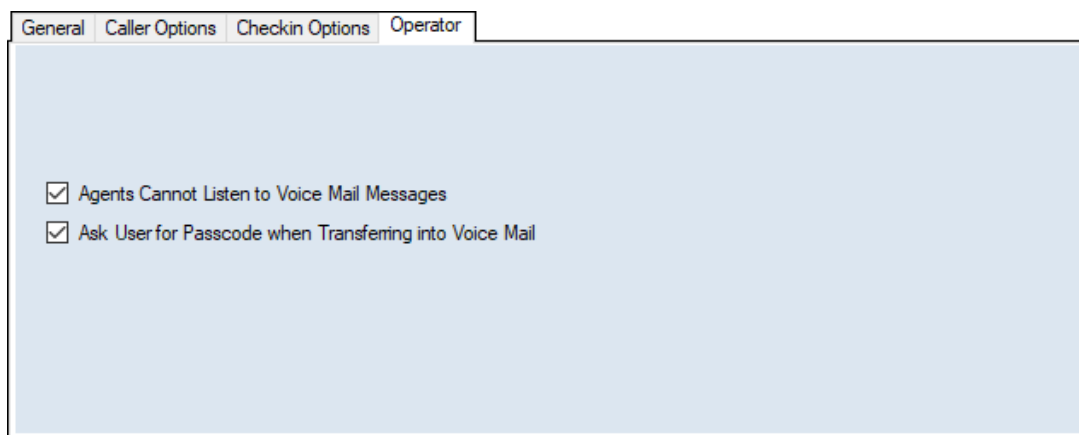 General Caller Options Checkin Options Operator
Agents Cannot Listen to Voice Mail Messages
Ask User for Passcode when Transferring into Voice Mail